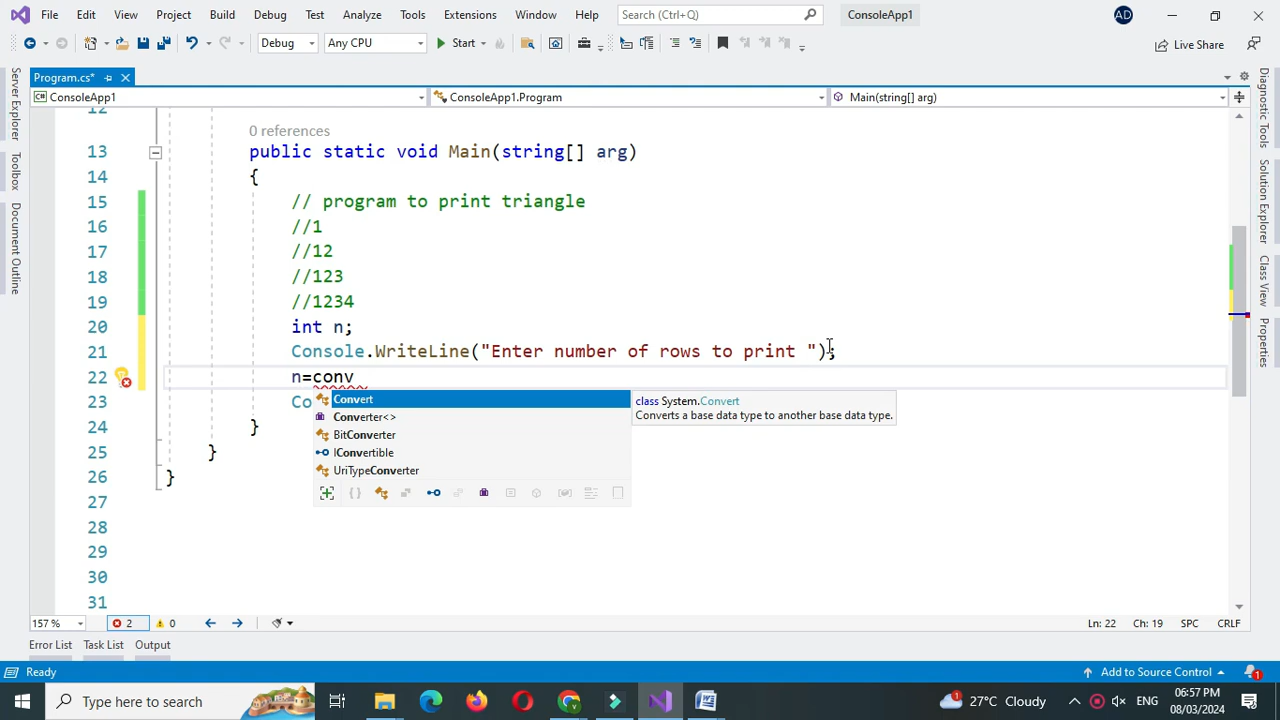 File Edit View Project Build Debug Test Analyze Tools Extensions Window Help Search (Ctrl+Q) ConsoleApp1 AD
Debug Any CPU Start Live Share
Program.cs*
ConsoleApp1 ConsoleApp1.Program Main(string[] arg)
Server Explorer
Toolbox
Document Outline
Diagnostic Tools
Solution Explorer
Class View
Properties
12
0 references
13 public static void Main(string[] arg)
14 {
15 // program to print triangle
16 //1
17 //12
18 //123
19 //1234
20 int n;
21 Console.WriteLine("Enter number of rows to print ");
22 n=conv
23 Co
24 }
25 }
26 }
27
28
29
30
31
Convert
Converter<>
BitConverter
IConvertible
UriTypeConverter
class System.Convert
Converts a base data type to another base data type.
157 % 2 0 Ln: 22 Ch: 19 SPC CRLF
Error List Task List Output
Ready Add to Source Control 1
Type here to search 1 27°C Cloudy ENG 06:57 PM
08/03/2024